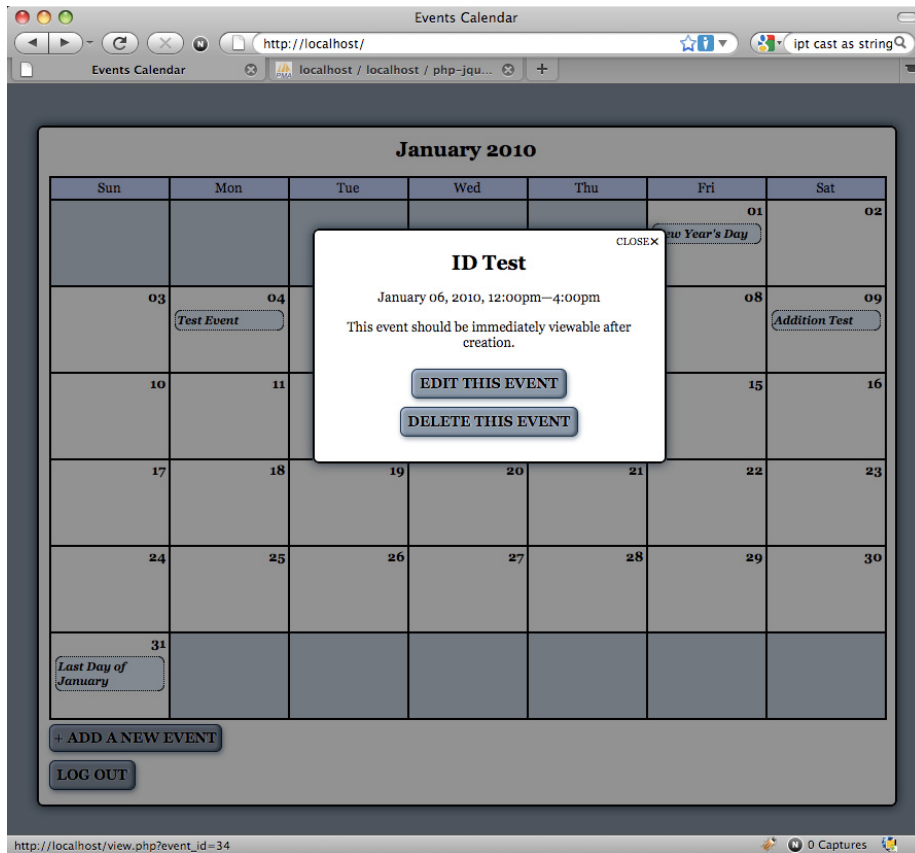 Events Calendar
http://localhost/
ipt cast as string
Events Calendar
PMA localhost / localhost / php-jqu...
January 2010
Sun Mon Tue Wed Thu Fri Sat
01 02
New Year's Day
CLOSE×
ID Test
January 06, 2010, 12:00pm—4:00pm
This event should be immediately viewable after
creation.
EDIT THIS EVENT
DELETE THIS EVENT
03 04 08 09
Test Event Addition Test
10 11 15 16
17 18 19 20 21 22 23
24 25 26 27 28 29 30
31
Last Day of
January
+ ADD A NEW EVENT
LOG OUT
http://localhost/view.php?event_id=34
0 Captures